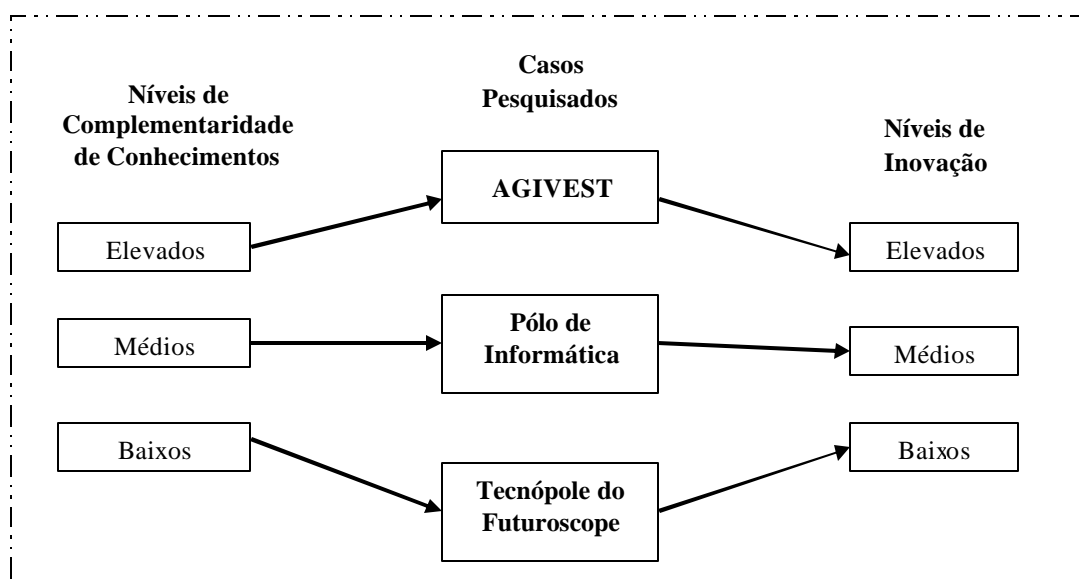 Níveis de
Complementaridade
de Conhecimentos
Casos
Pesquisados
Níveis de
Inovação
Elevados
AGIVEST
Elevados
Médios
Pólo de
Informática
Médios
Baixos
Tecnópole do
Futuroscope
Baixos